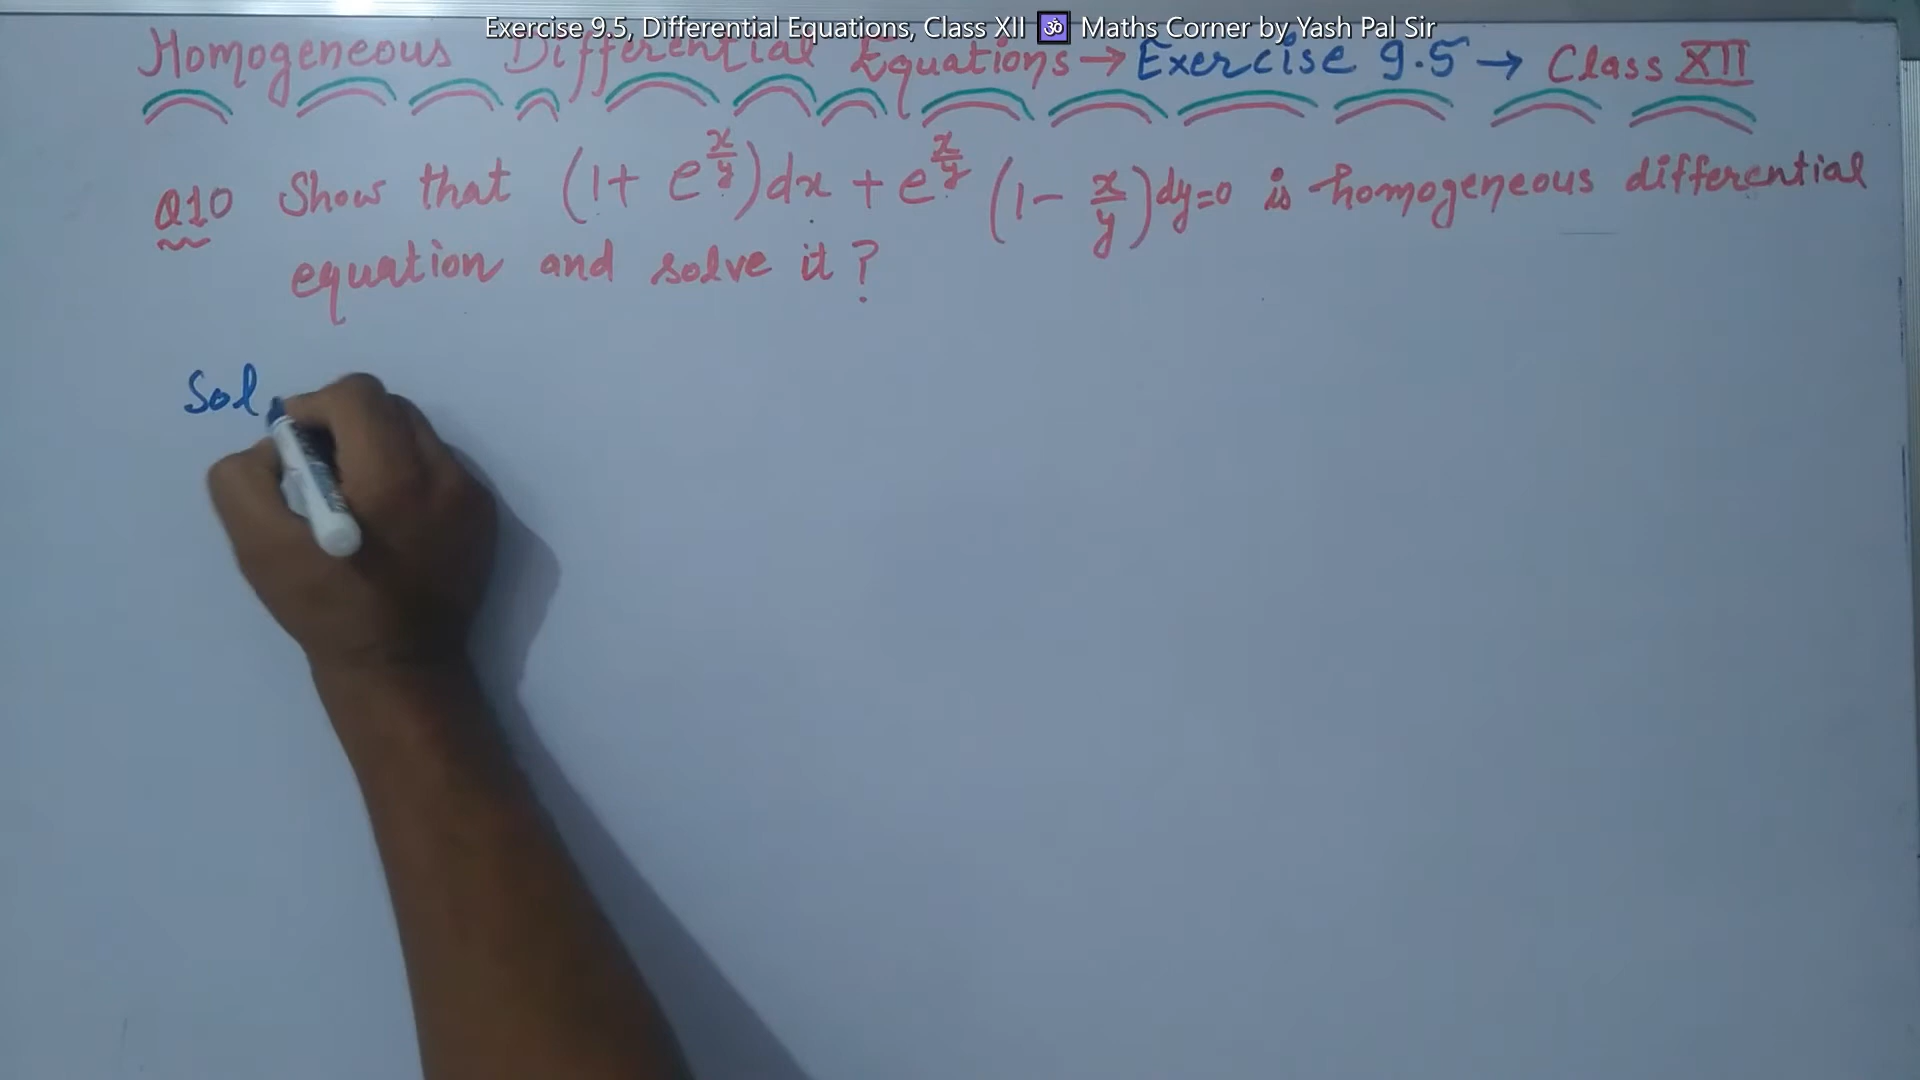 Exercise 9.5, Differential Equations, Class XII 🕉 Maths Corner by Yash Pal Sir
Homogeneous Differential Equations → Exercise 9.5 → Class XII
Q10 Show that (1+ e^(x/y))dx + e^(x/y) (1- x/y)dy=0 is homogeneous differential
equation and solve it?
Sol